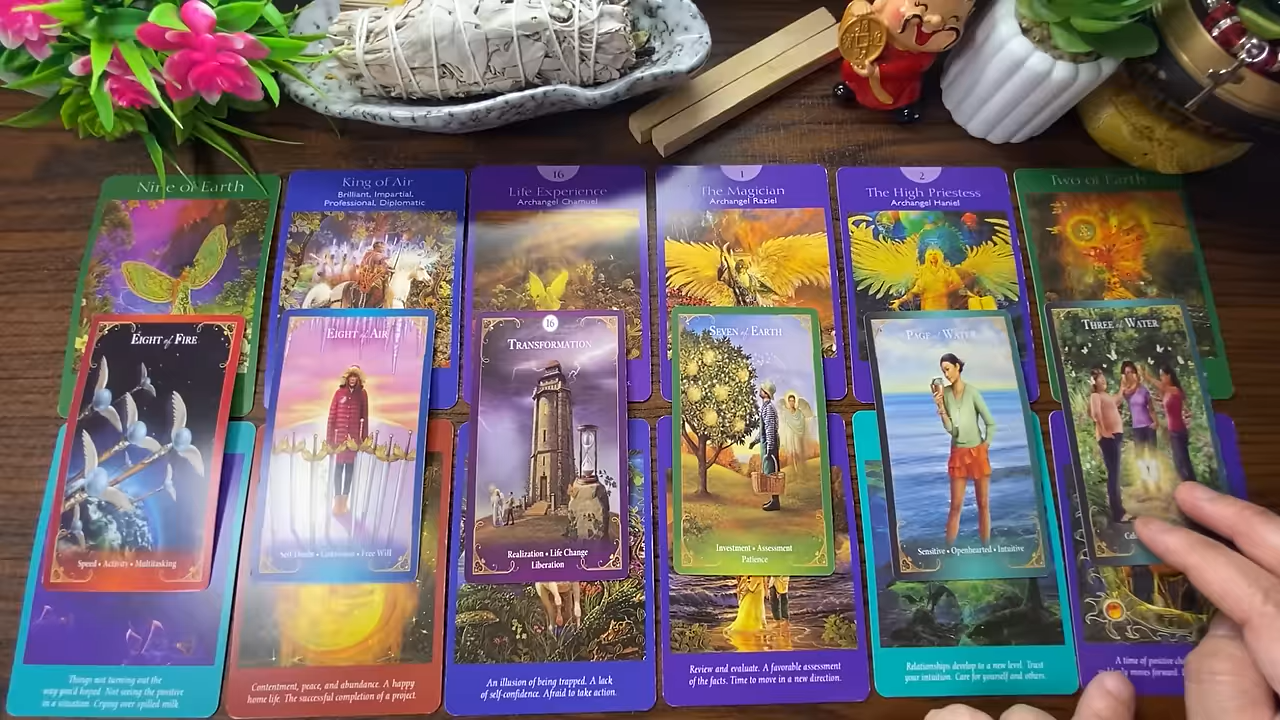 Nine of Earth
King of Air
Brilliant, Impartial,
Professional, Diplomatic
16
Life Experience
Archangel Chamuel
1
The Magician
Archangel Raziel
2
The High Priestess
Archangel Haniel
Two of Earth
Eight of Fire
Speed • Activity • Multitasking
Eight of Air
Self Doubt • Confusion • Free Will
16
Transformation
Realization • Life Change
Liberation
Seven of Earth
Investment • Assessment
Patience
Page of Water
Sensitive • Openhearted • Intuitive
Three of Water
Things not turning out the
way you'd hoped. Not seeing the positive
in a situation. Crying over spilled milk
Contentment, peace, and abundance. A happy
home life. The successful completion of a project.
An illusion of being trapped. A lack
of self-confidence. Afraid to take action.
Review and evaluate. A favorable assessment
of the facts. Time to move in a new direction.
Relationships develop to a new level. Trust
your intuition. Care for yourself and others.
A time of positive
moves forward.